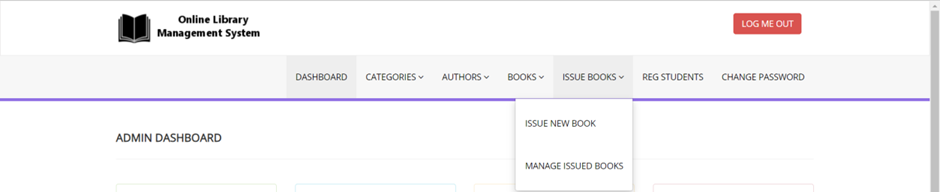 Online Library
Management System
LOG ME OUT
DASHBOARD CATEGORIES AUTHORS BOOKS ISSUE BOOKS REG STUDENTS CHANGE PASSWORD
ISSUE NEW BOOK
ADMIN DASHBOARD
MANAGE ISSUED BOOKS